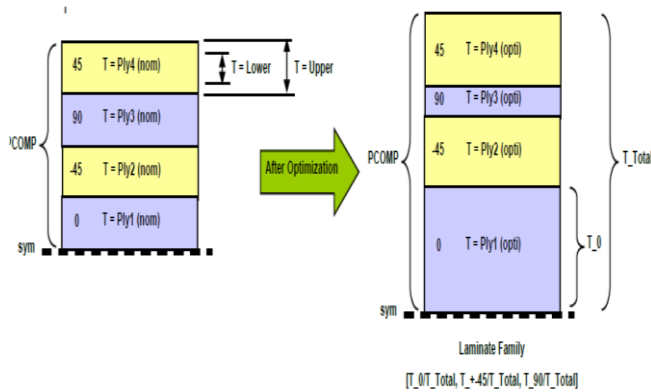 45 T = Ply4 (nom)
T = Lower
T = Upper
90 T = Ply3 (nom)
PCOMP
-45 T = Ply2 (nom)
0 T = Ply1 (nom)
sym
After Optimization
45 T = Ply4 (opti)
90 T = Ply3 (opti)
PCOMP
-45 T = Ply2 (opti)
T_Total
0 T = Ply1 (opti)
T_0
sym
Laminate Family
[T_0/T_Total, T_+-45/T_Total, T_90/T_Total]